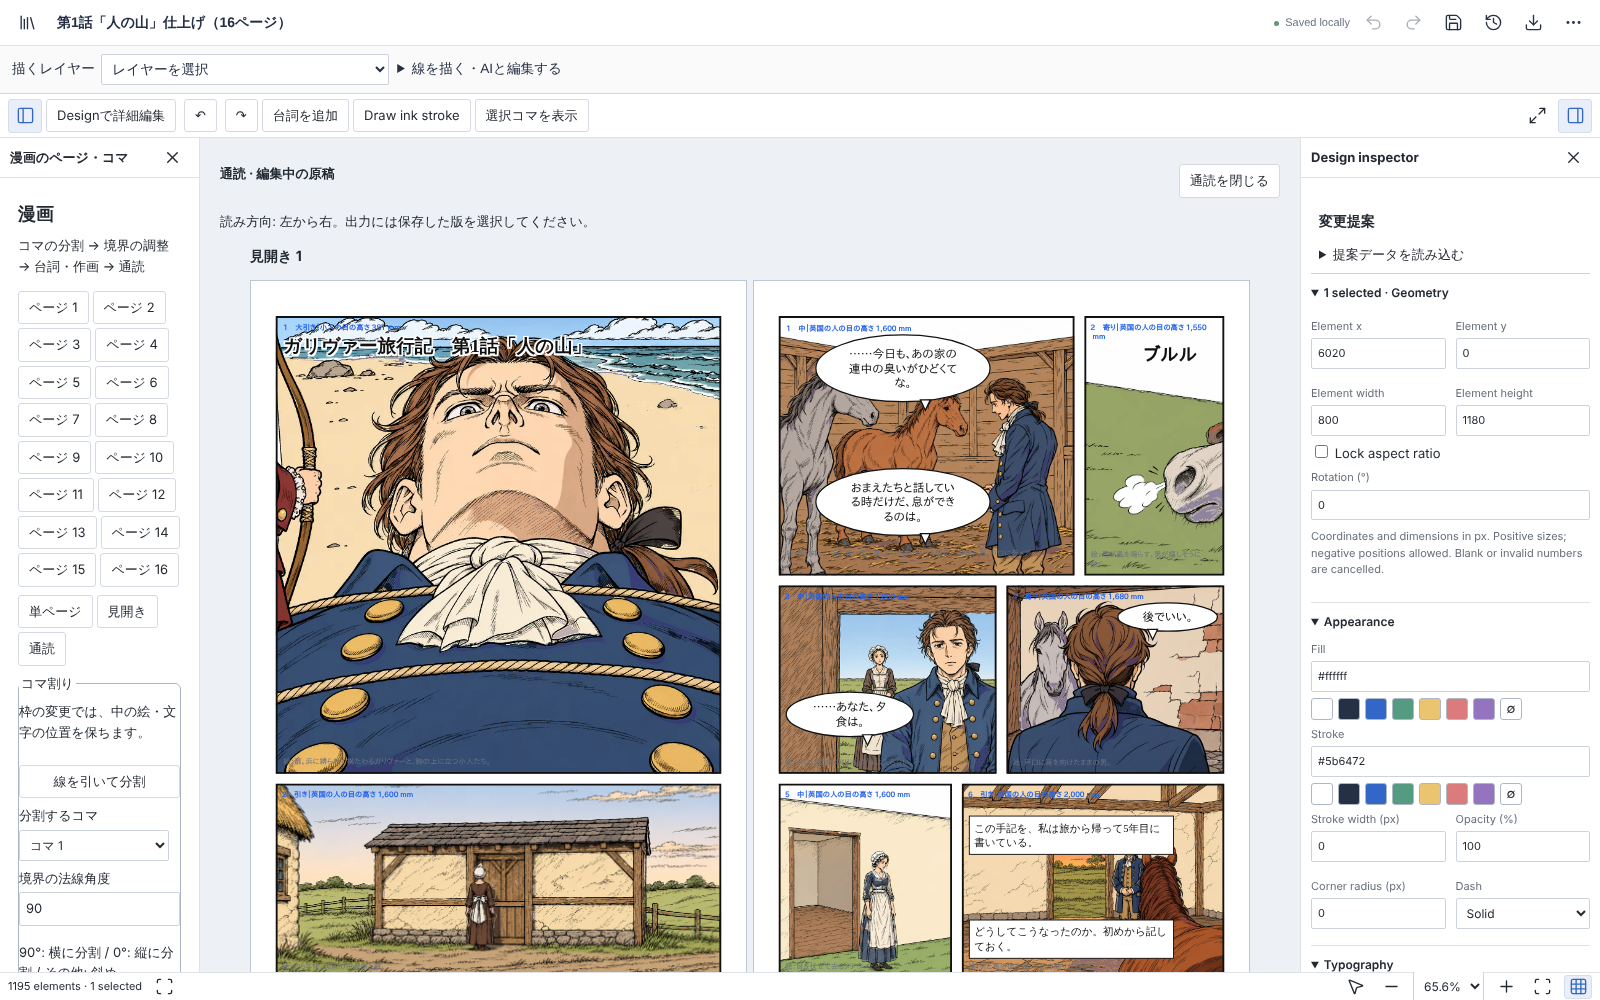 第1話「人の山」仕上げ（16ページ）
Saved locally
描くレイヤー
レイヤーを選択
▶ 線を描く・AIと編集する
Designで詳細編集
↶
↷
台詞を追加
Draw ink stroke
選択コマを表示
漫画のページ・コマ
漫画
コマの分割 → 境界の調整
→ 台詞・作画 → 通読
ページ 1
ページ 2
ページ 3
ページ 4
ページ 5
ページ 6
ページ 7
ページ 8
ページ 9
ページ 10
ページ 11
ページ 12
ページ 13
ページ 14
ページ 15
ページ 16
単ページ
見開き
通読
コマ割り
枠の変更では、中の絵・文
字の位置を保ちます。
線を引いて分割
分割するコマ
コマ 1
境界の法線角度
90
90°: 横に分割 / 0°: 縦に分
通読 · 編集中の原稿
通読を閉じる
読み方向: 左から右。出力には保存した版を選択してください。
見開き 1
ガリヴァー旅行記　第1話「人の山」
1 中|英国の人の目の高さ 1,600 mm
……今日も、あの家の
連中の臭いがひどくて
な。
おまえたちと話してい
る時だけだ、息ができ
るのは。
2 寄り|英国の人の目の高さ 1,550
mm
ブルル
……あなた、夕
食は。
後でいい。
2 引き|英国の人の目の高さ 1,600 mm
5 中|英国の人の目の高さ 1,600 mm
この手記を、私は旅から帰って5年目に
書いている。
どうしてこうなったのか。初めから記し
ておく。
Design inspector
変更提案
▶ 提案データを読み込む
▼ 1 selected · Geometry
Element x
Element y
6020
0
Element width
Element height
800
1180
Lock aspect ratio
Rotation (°)
0
Coordinates and dimensions in px. Positive sizes;
negative positions allowed. Blank or invalid numbers
are cancelled.
▼ Appearance
Fill
#ffffff
Stroke
#5b6472
Stroke width (px)
Opacity (%)
0
100
Corner radius (px)
Dash
0
Solid
▼ Typography
1195 elements · 1 selected
65.6%